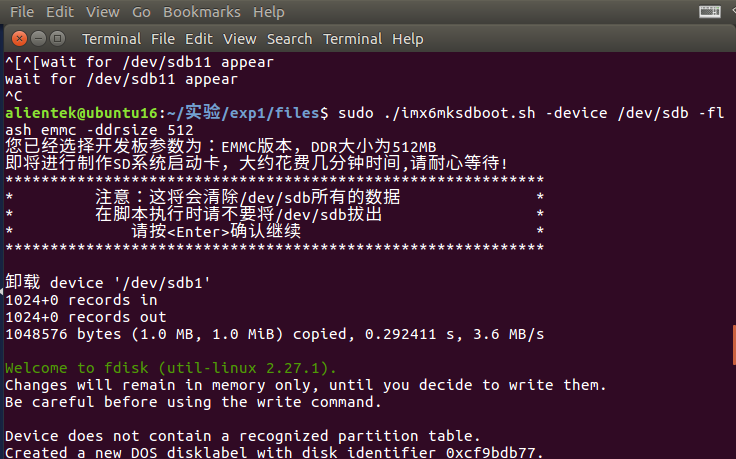 File Edit View Go Bookmarks Help
Terminal File Edit View Search Terminal Help
^[^[wait for /dev/sdb11 appear
wait for /dev/sdb11 appear
^C
alientek@ubuntu16:~/实验/exp1/files$ sudo ./imx6mksdboot.sh -device /dev/sdb -fl
ash emmc -ddrsize 512
您已经选择开发板参数为：EMMC版本，DDR大小为512MB
即将进行制作SD系统启动卡，大约花费几分钟时间,请耐心等待!
************************************************************
*         注意：这将会清除/dev/sdb所有的数据               *
*         在脚本执行时请不要将/dev/sdb拔出                 *
*             请按<Enter>确认继续                          *
************************************************************
卸载 device '/dev/sdb1'
1024+0 records in
1024+0 records out
1048576 bytes (1.0 MB, 1.0 MiB) copied, 0.292411 s, 3.6 MB/s
Welcome to fdisk (util-linux 2.27.1).
Changes will remain in memory only, until you decide to write them.
Be careful before using the write command.
Device does not contain a recognized partition table.
Created a new DOS disklabel with disk identifier 0xcf9bdb77.